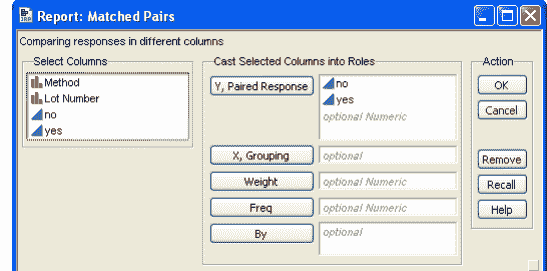 Report: Matched Pairs
Comparing responses in different columns
Select Columns
Method
Lot Number
no
yes
Cast Selected Columns into Roles
Y, Paired Response
no
yes
optional Numeric
X, Grouping
optional
Weight
optional Numeric
Freq
optional Numeric
By
optional
Action
OK
Cancel
Remove
Recall
Help